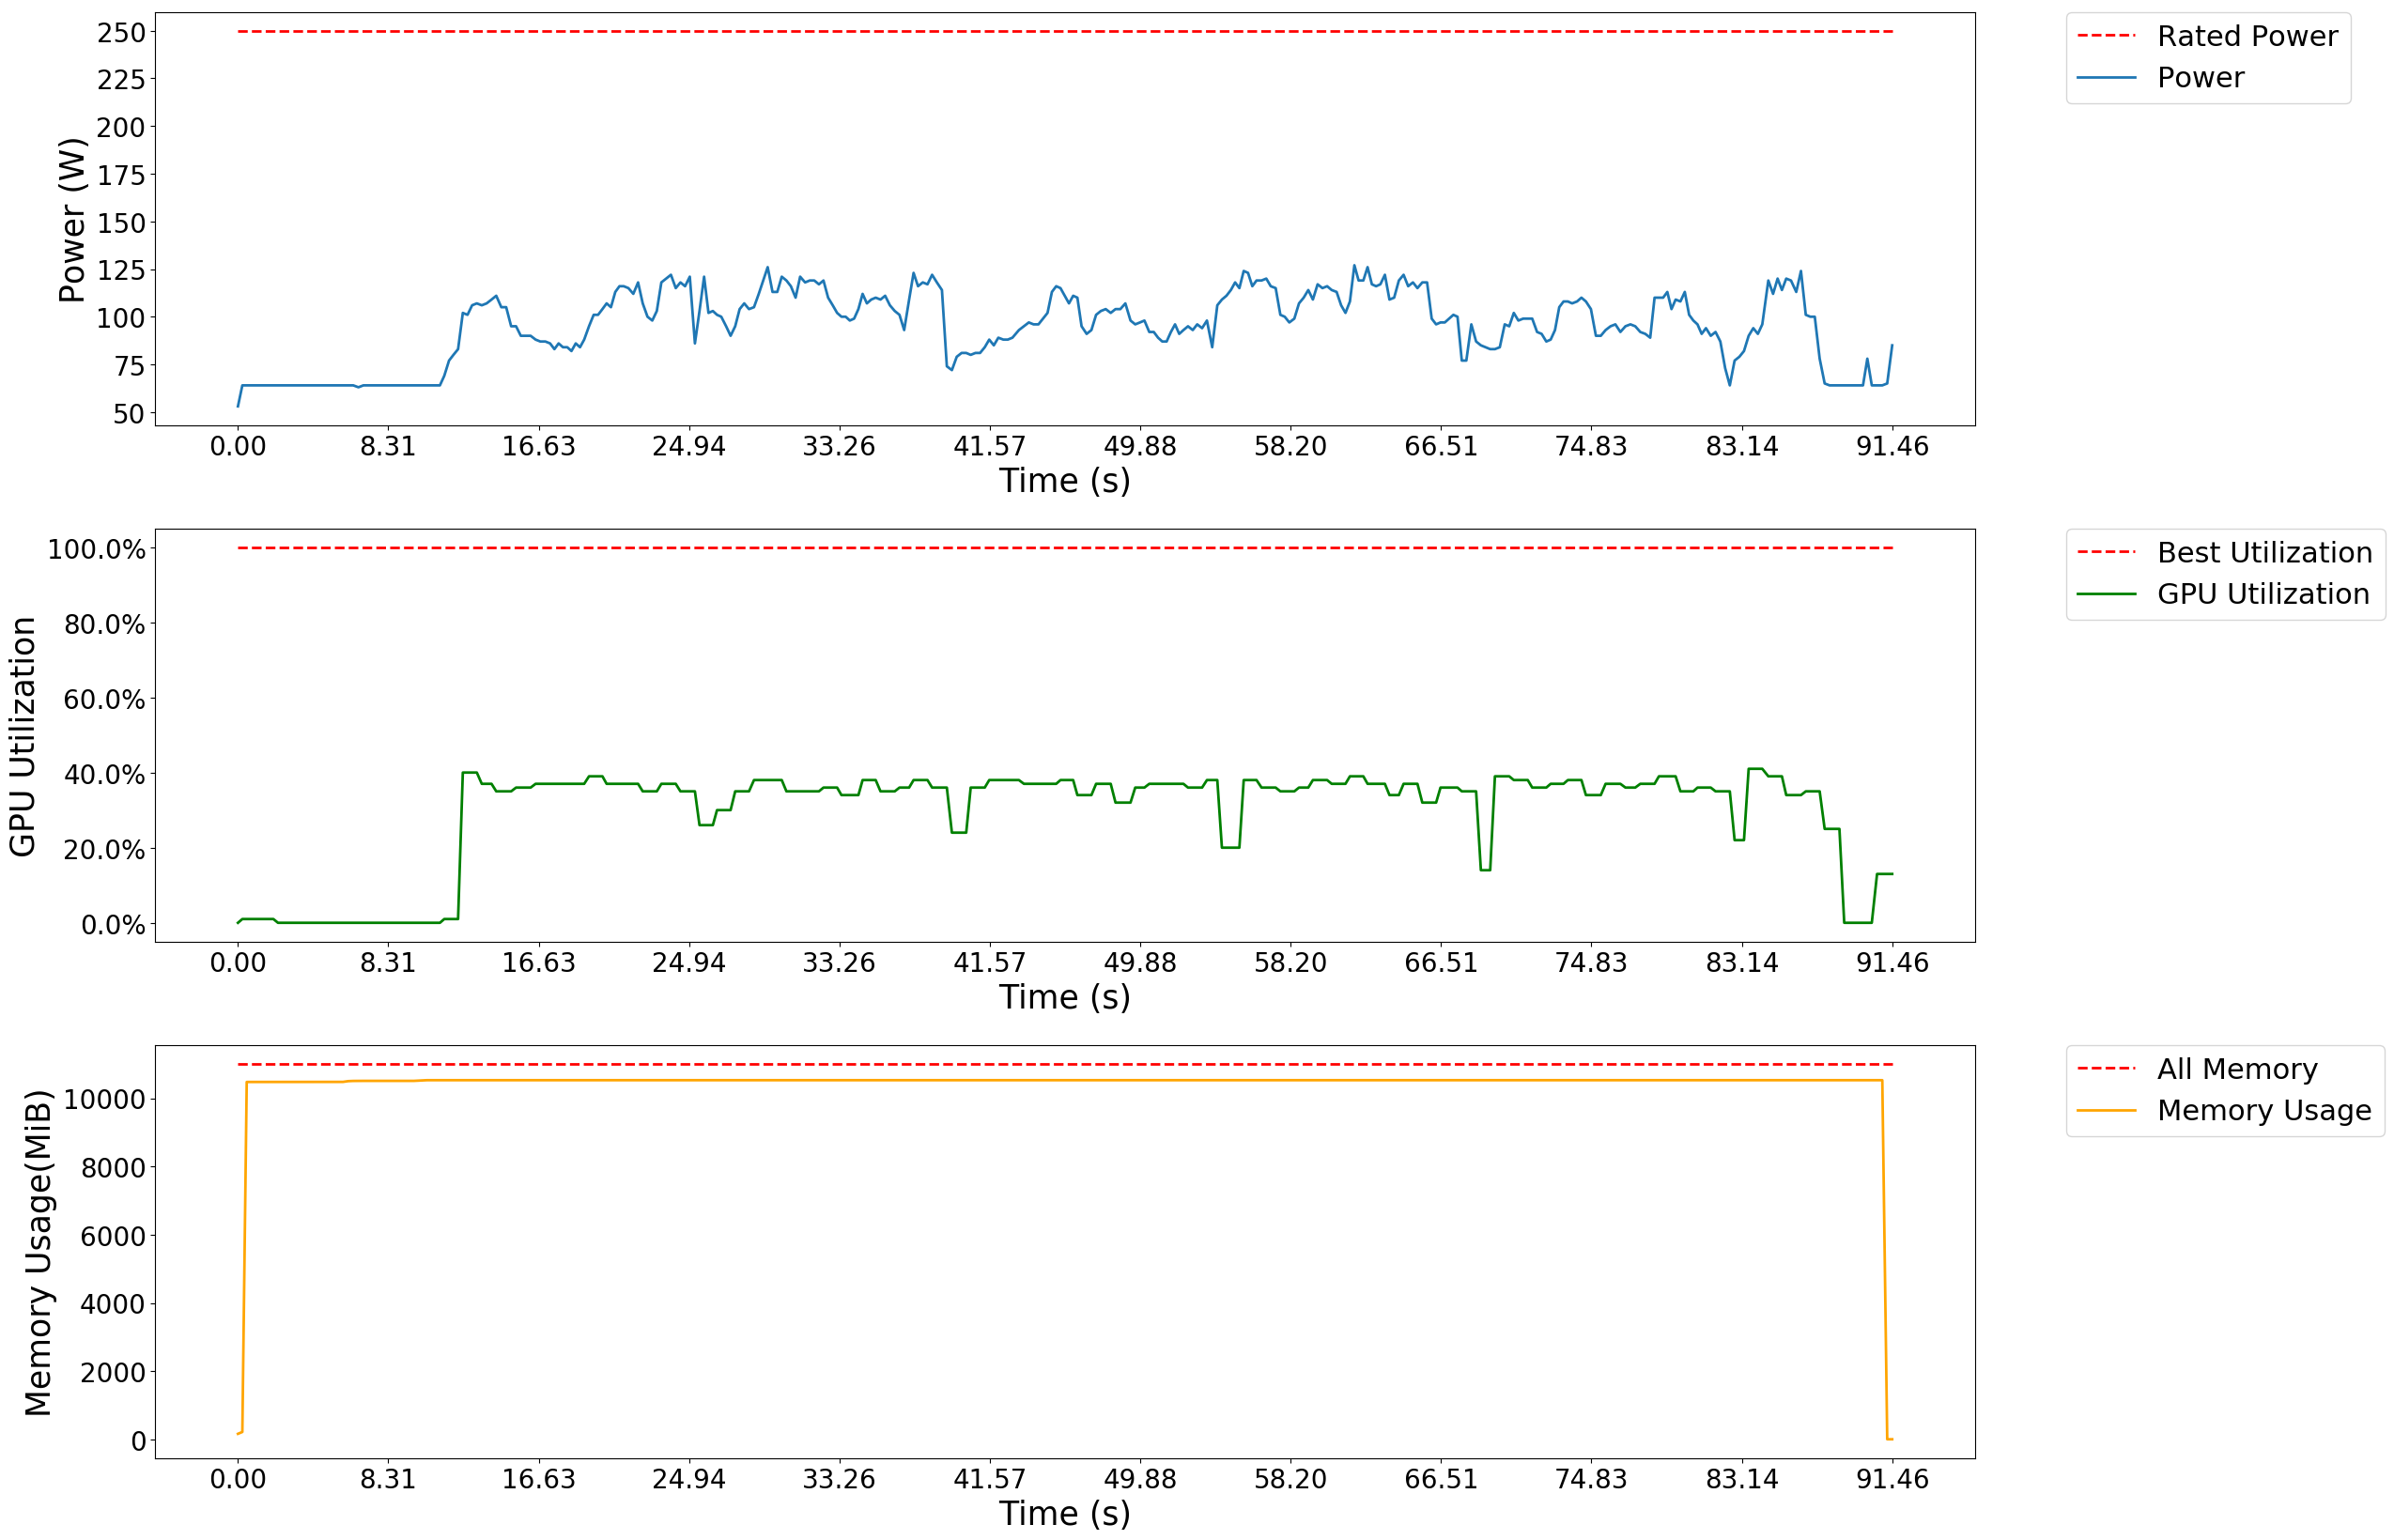 250
225
200
175
150
125
100
75
50
Power (W)
0.00 8.31 16.63 24.94 33.26 41.57 49.88 58.20 66.51 74.83 83.14 91.46
Time (s)
Rated Power
Power
100.0%
80.0%
60.0%
40.0%
20.0%
0.0%
GPU Utilization
0.00 8.31 16.63 24.94 33.26 41.57 49.88 58.20 66.51 74.83 83.14 91.46
Time (s)
Best Utilization
GPU Utilization
10000
8000
6000
4000
2000
0
Memory Usage(MiB)
0.00 8.31 16.63 24.94 33.26 41.57 49.88 58.20 66.51 74.83 83.14 91.46
Time (s)
All Memory
Memory Usage